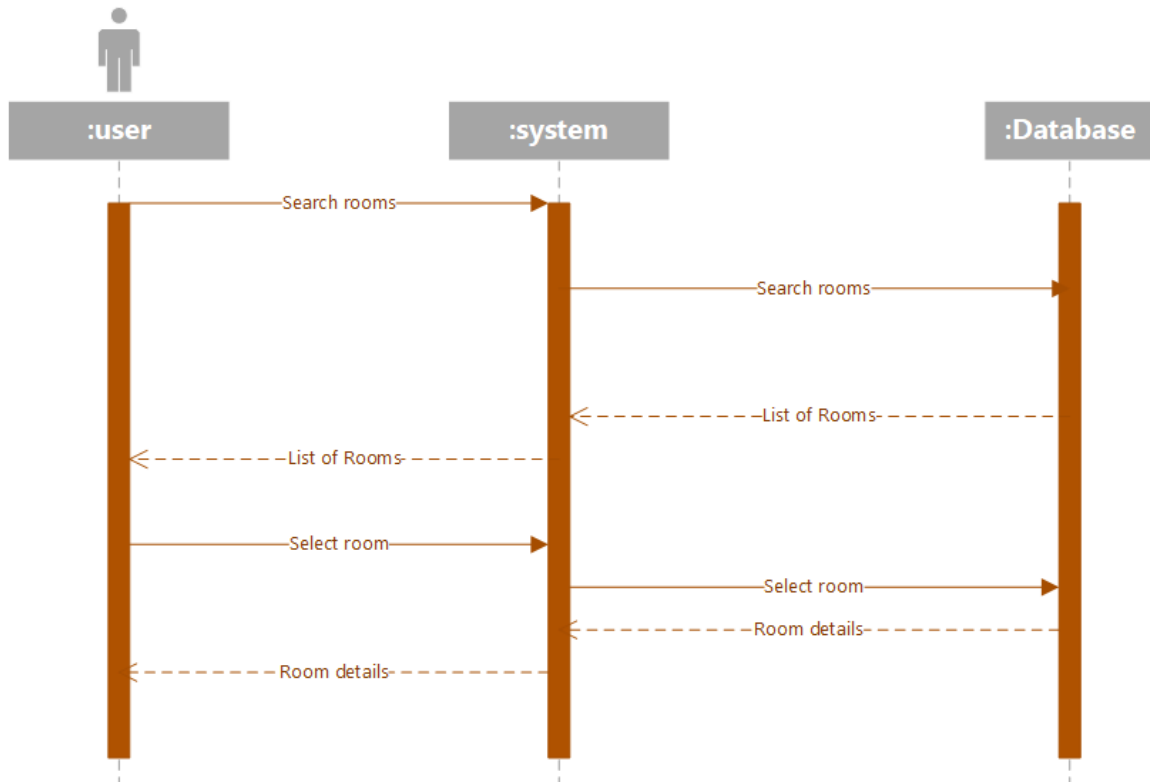 :user
:system
:Database
Search rooms
Search rooms
List of Rooms
List of Rooms
Select room
Select room
Room details
Room details